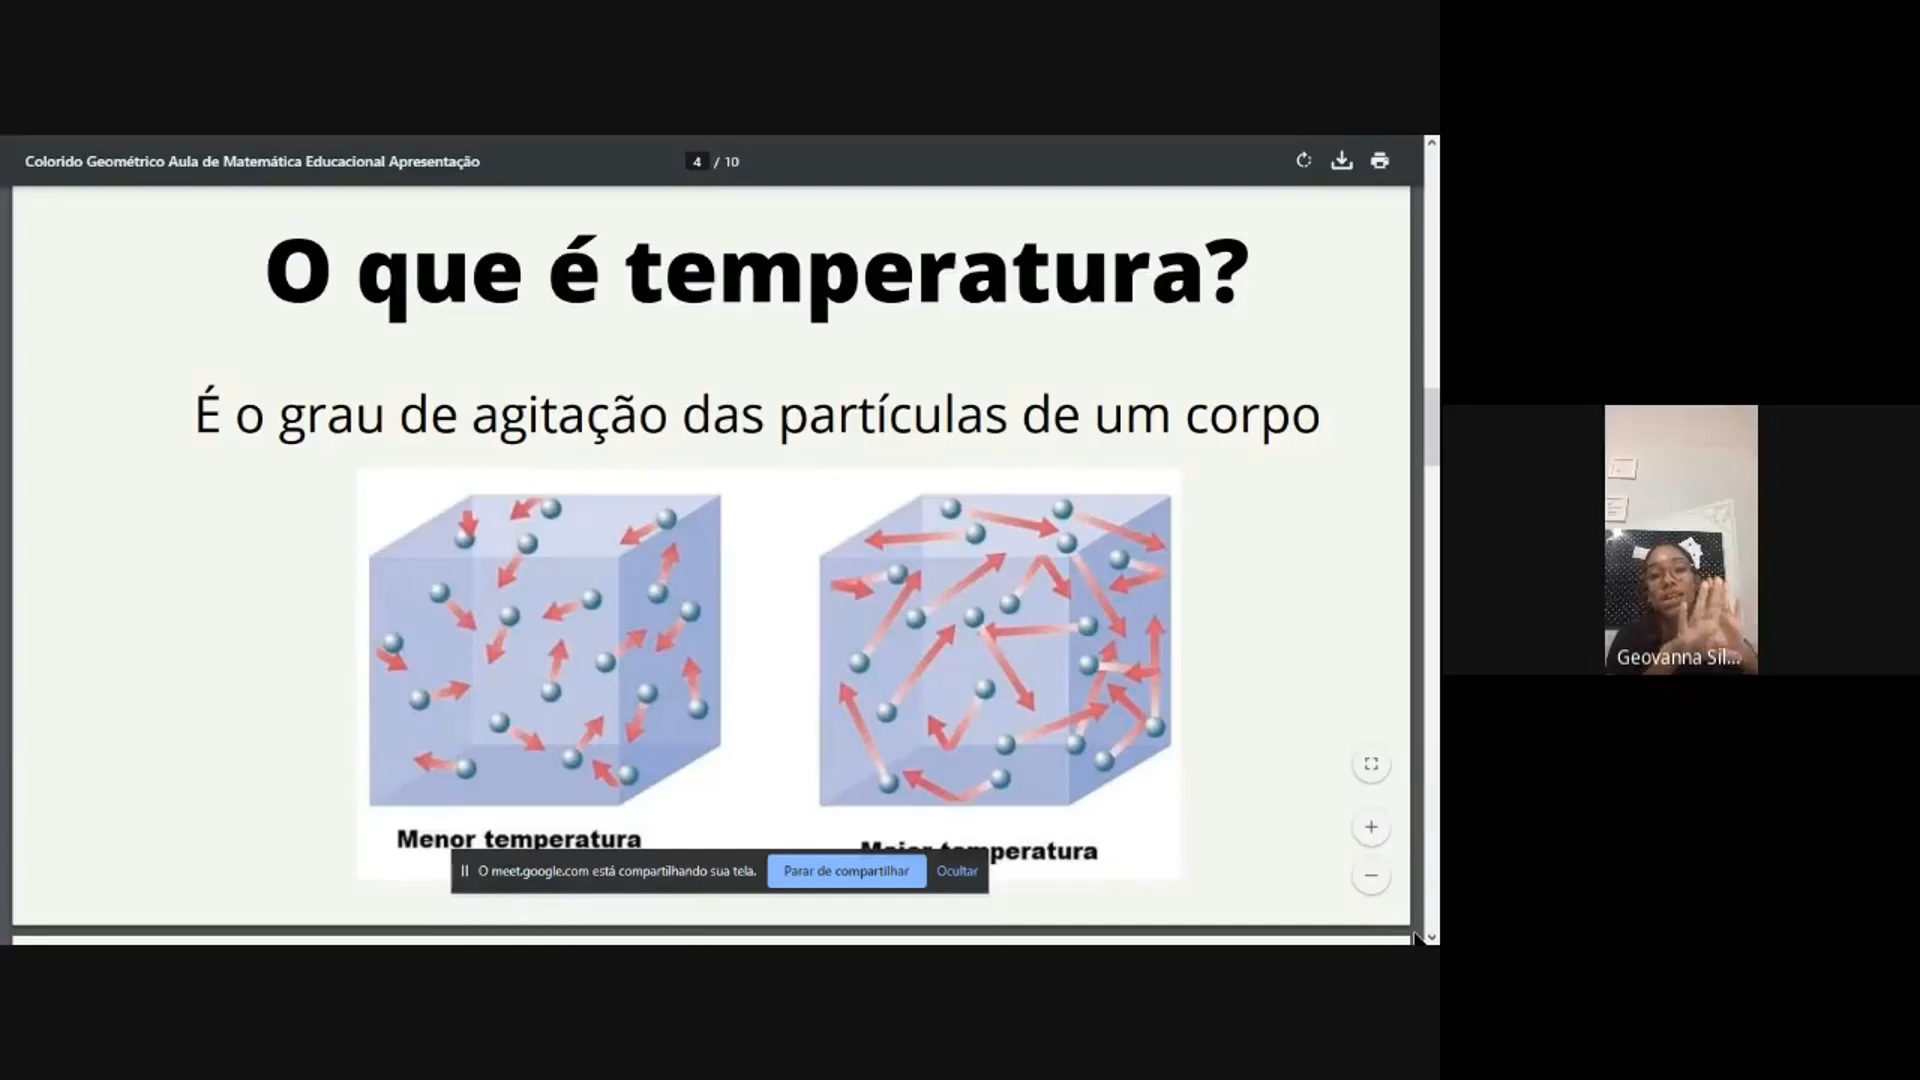 Colorido Geométrico Aula de Matemática Educacional Apresentação
4 / 10
O que é temperatura?
É o grau de agitação das partículas de um corpo
Menor temperatura
Maior temperatura
O meet.google.com está compartilhando sua tela.
Parar de compartilhar
Ocultar
Geovanna Sil...